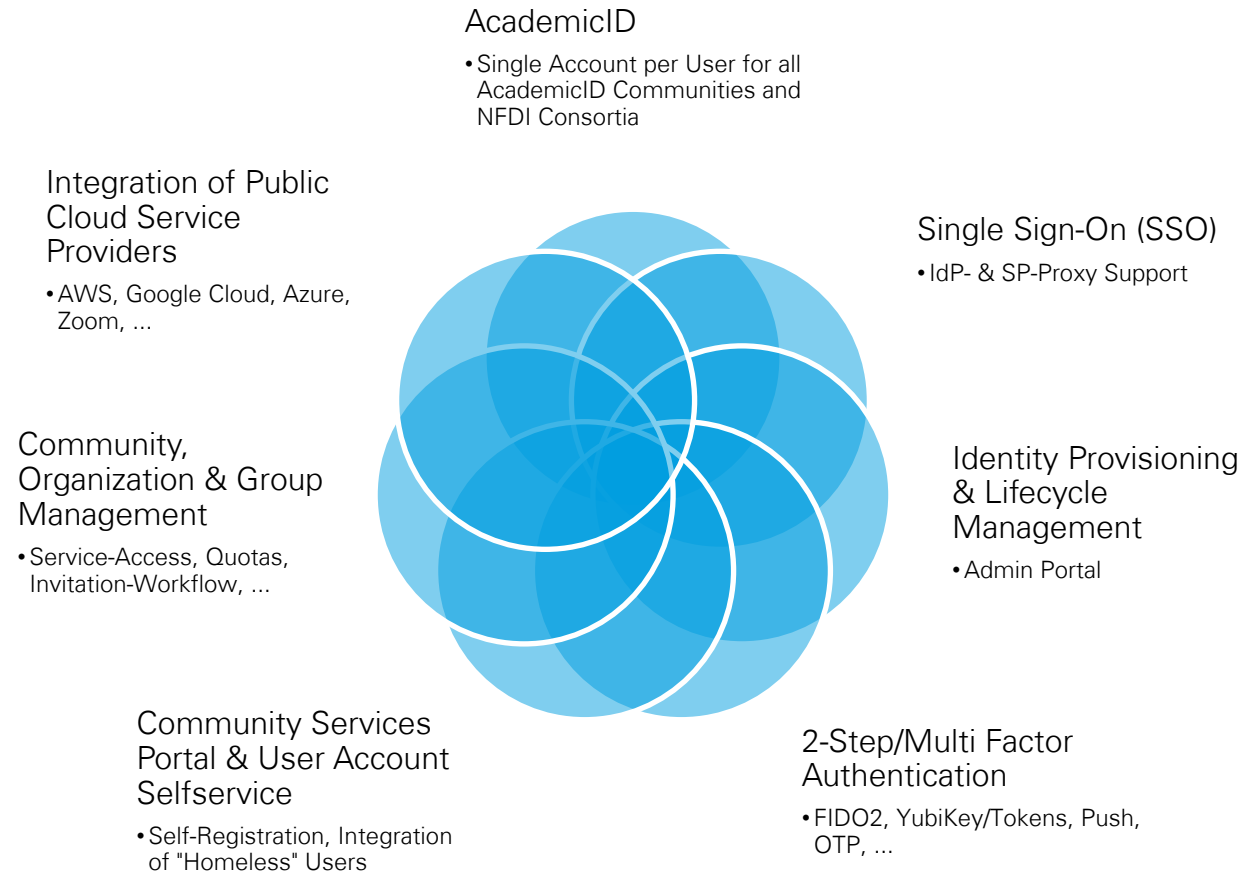 AcademicID
• Single Account per User for all
AcademicID Communities and
NFDI Consortia
Single Sign-On (SSO)
• IdP- & SP-Proxy Support
Identity Provisioning
& Lifecycle
Management
• Admin Portal
2-Step/Multi Factor
Authentication
• FIDO2, YubiKey/Tokens, Push,
OTP, ...
Community Services
Portal & User Account
Selfservice
• Self-Registration, Integration
of "Homeless" Users
Community,
Organization & Group
Management
• Service-Access, Quotas,
Invitation-Workflow, ...
Integration of Public
Cloud Service
Providers
• AWS, Google Cloud, Azure,
Zoom, ...